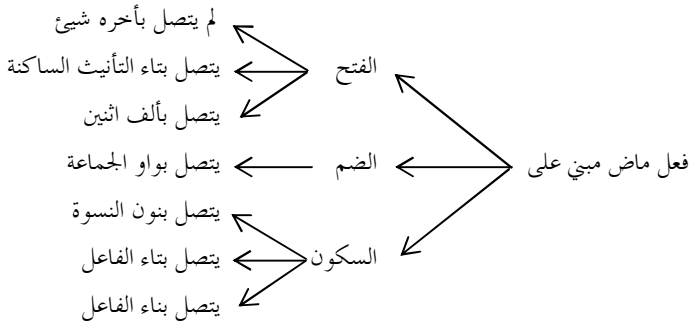 فعل ماض مبني على
الفتح
لم يتصل بأخره شيئ
يتصل بتاء التأنيث الساكنة
يتصل بألف اثنين
الضم
يتصل بواو الجماعة
السكون
يتصل بنون النسوة
يتصل بتاء الفاعل
يتصل بناء الفاعل